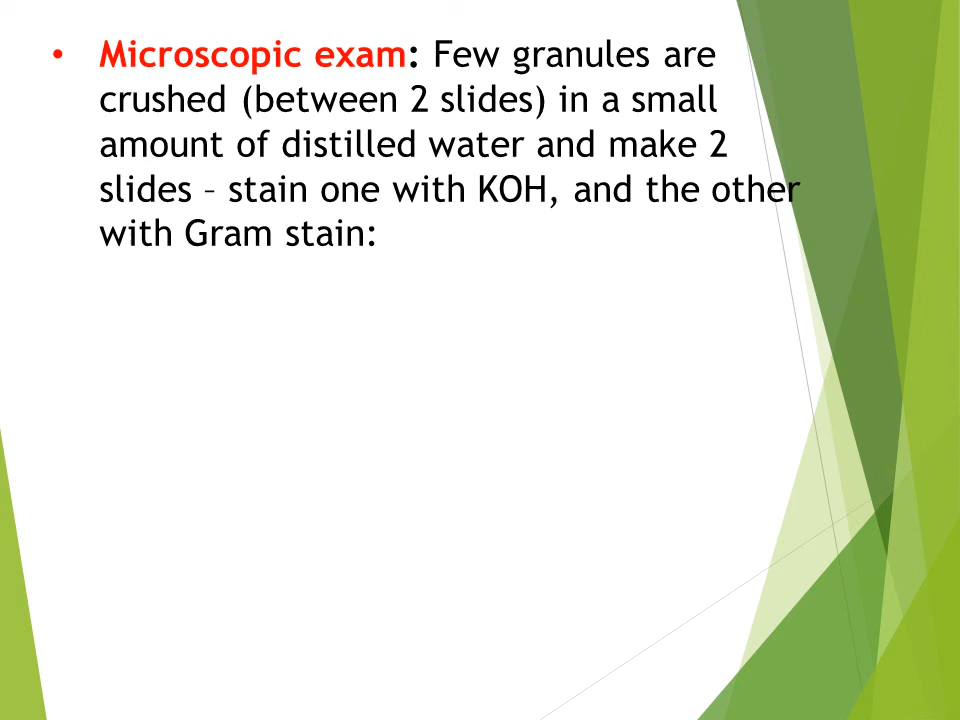 • Microscopic exam: Few granules are
crushed (between 2 slides) in a small
amount of distilled water and make 2
slides – stain one with KOH, and the other
with Gram stain: